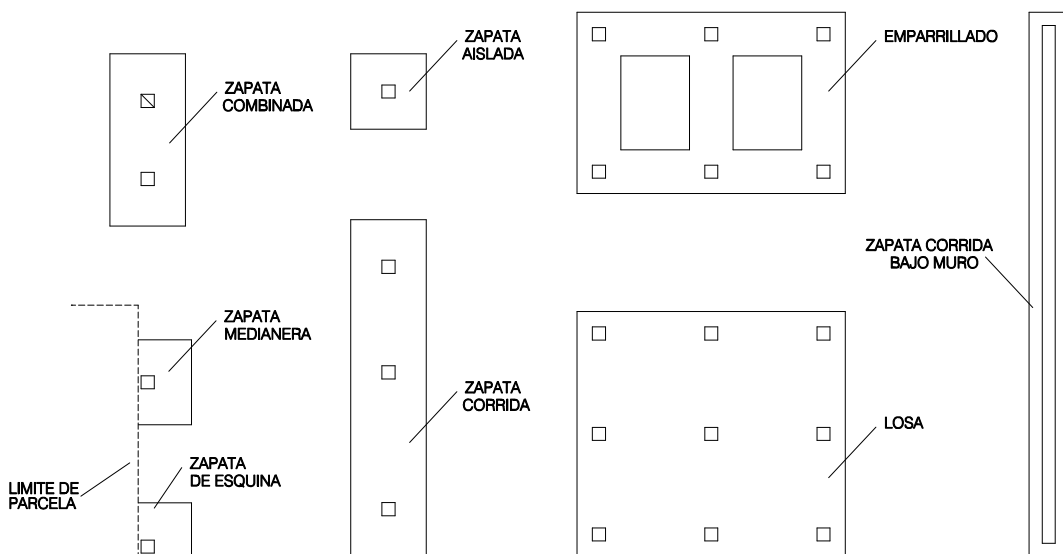 ZAPATA
COMBINADA
ZAPATA
AISLADA
EMPARRILLADO
ZAPATA CORRIDA
BAJO MURO
ZAPATA
MEDIANERA
ZAPATA
CORRIDA
LOSA
ZAPATA
DE ESQUINA
LIMITE DE
PARCELA